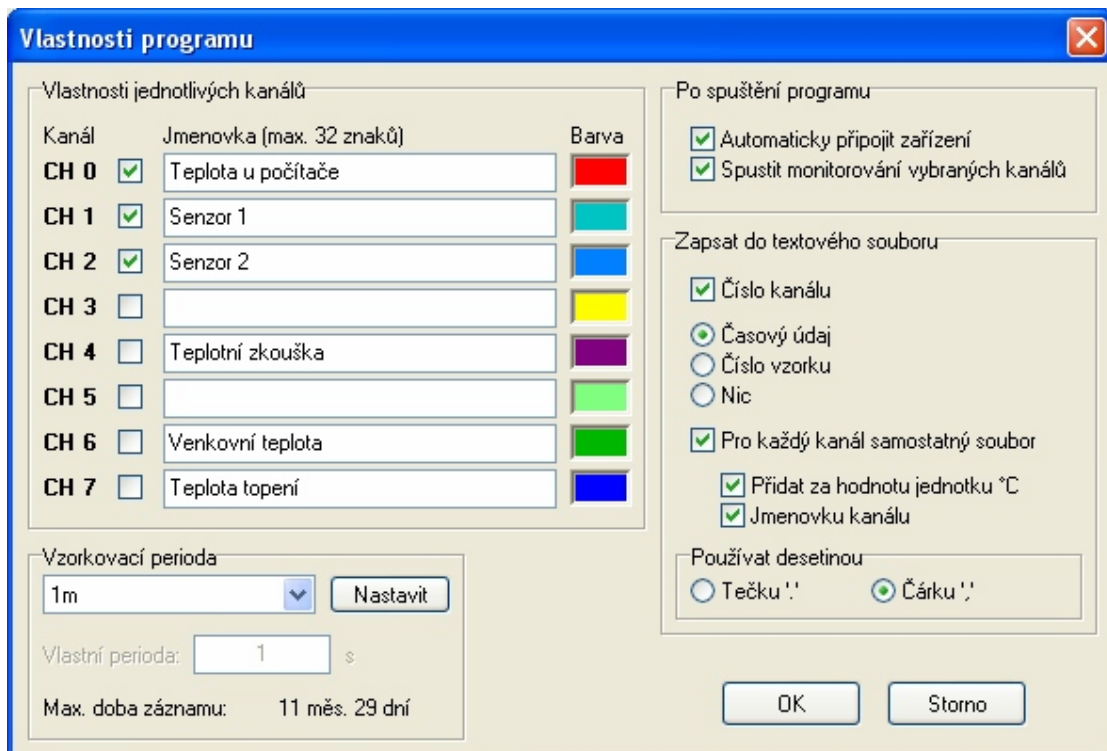 Vlastnosti programu
Vlastnosti jednotlivých kanálů
Kanál Jmenovka (max. 32 znaků) Barva
CH 0 Teplota u počítače
CH 1 Senzor 1
CH 2 Senzor 2
CH 3
CH 4 Teplotní zkouška
CH 5
CH 6 Venkovní teplota
CH 7 Teplota topení
Vzorkovací perioda
1m Nastavit
Vlastní perioda: 1 s
Max. doba záznamu: 11 měs. 29 dní
Po spuštění programu
Automaticky připojit zařízení
Spustit monitorování vybraných kanálů
Zapsat do textového souboru
Číslo kanálu
Časový údaj
Číslo vzorku
Nic
Pro každý kanál samostatný soubor
Přidat za hodnotu jednotku °C
Jmenovku kanálu
Používat desetinou
Tečku '.' Čárku ','
OK Storno